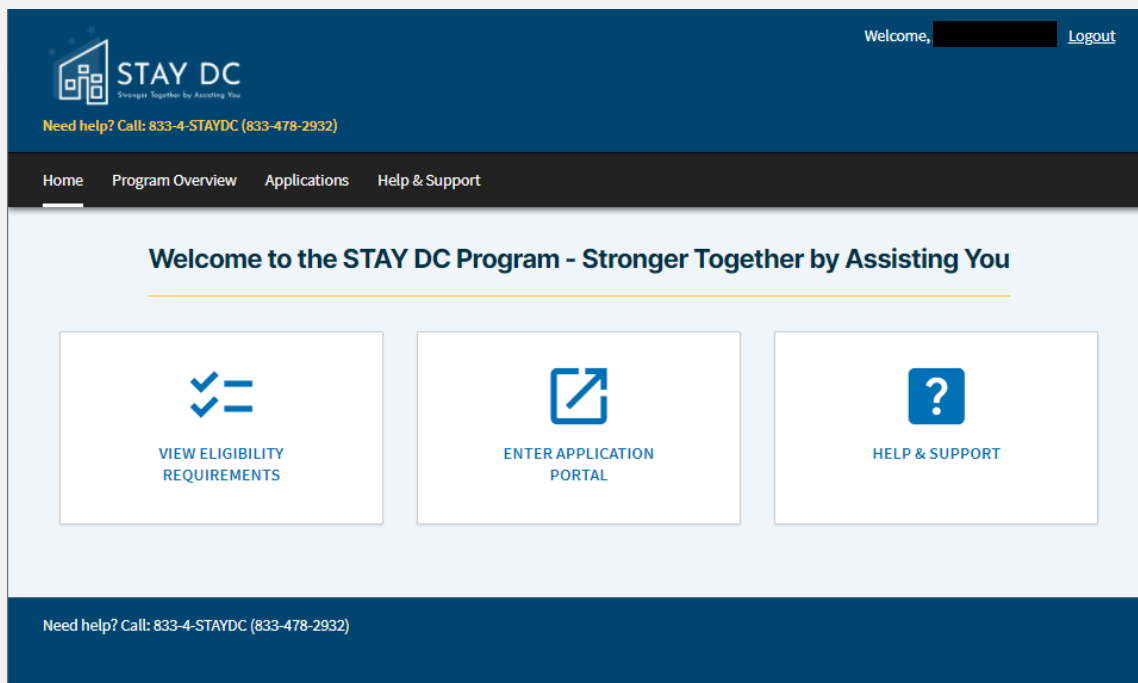 Welcome,
Logout
STAY DC
Stronger Together by Assisting You
Need help? Call: 833-4-STAYDC (833-478-2932)
Home Program Overview Applications Help & Support
Welcome to the STAY DC Program - Stronger Together by Assisting You
VIEW ELIGIBILITY
REQUIREMENTS
ENTER APPLICATION
PORTAL
HELP & SUPPORT
Need help? Call: 833-4-STAYDC (833-478-2932)